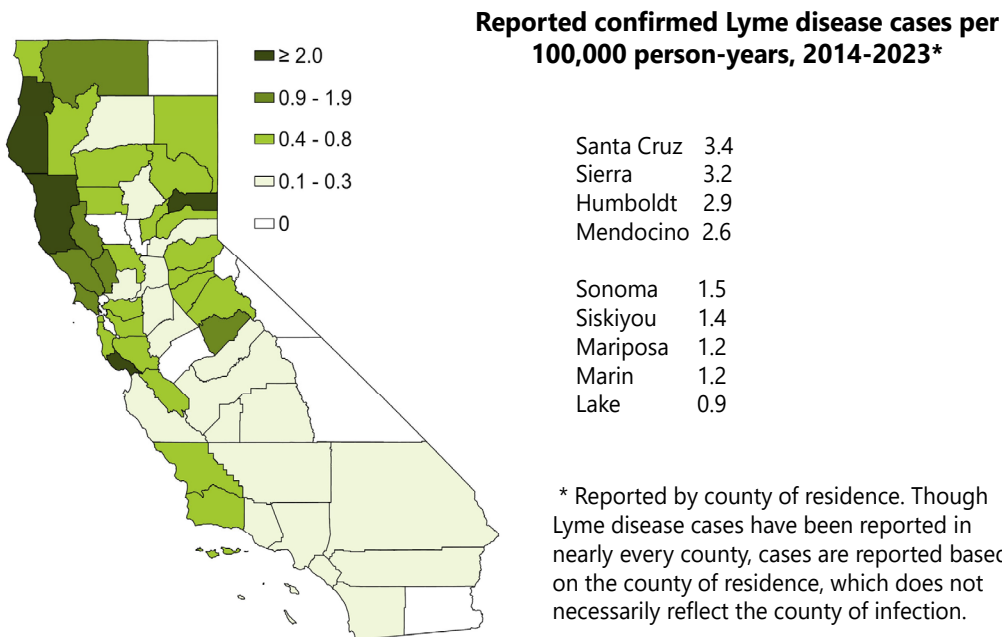 Reported confirmed Lyme disease cases per
100,000 person-years, 2014-2023*
≥ 2.0
0.9 - 1.9
0.4 - 0.8
0.1 - 0.3
0
Santa Cruz 3.4
Sierra 3.2
Humboldt 2.9
Mendocino 2.6
Sonoma 1.5
Siskiyou 1.4
Mariposa 1.2
Marin 1.2
Lake 0.9
* Reported by county of residence. Though
Lyme disease cases have been reported in
nearly every county, cases are reported based
on the county of residence, which does not
necessarily reflect the county of infection.